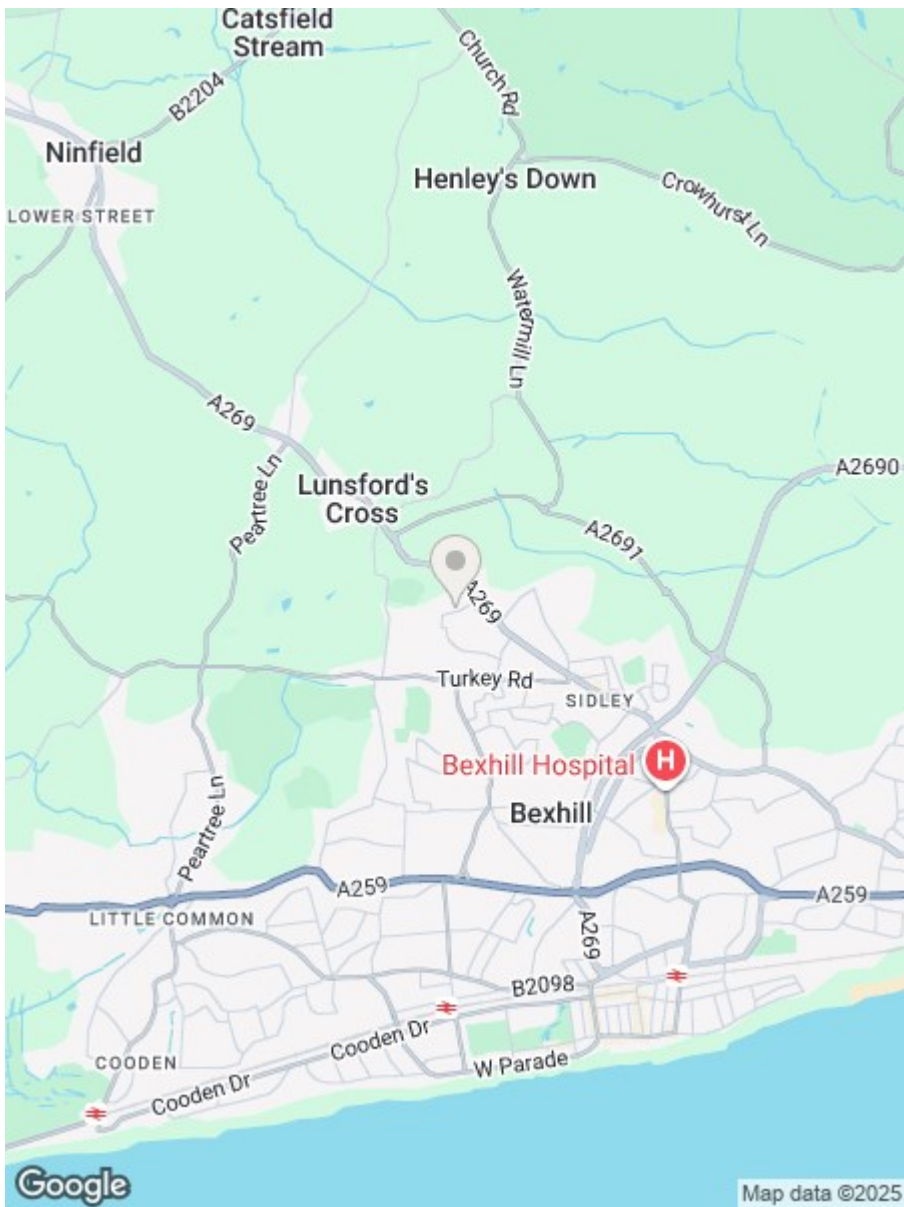 Catsfield
Stream
Church Rd
B2204
Ninfield
Henley's Down
Crowhurst Ln
LOWER STREET
Watermill Ln
A269
A2690
Lunsford's
Cross
Peartree Ln
A2691
A269
Turkey Rd
SIDLEY
Bexhill Hospital
H
Peartree Ln
Bexhill
A259
A259
LITTLE COMMON
A269
B2098
Cooden Dr
W Parade
COODEN
Cooden Dr
Google
Map data ©2025